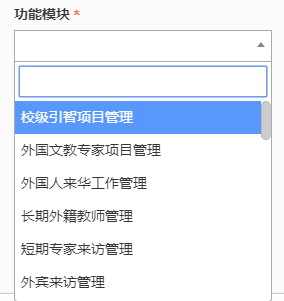 功能模块 *
校级引智项目管理
外国文教专家项目管理
外国人来华工作管理
长期外籍教师管理
短期专家来访管理
外宾来访管理